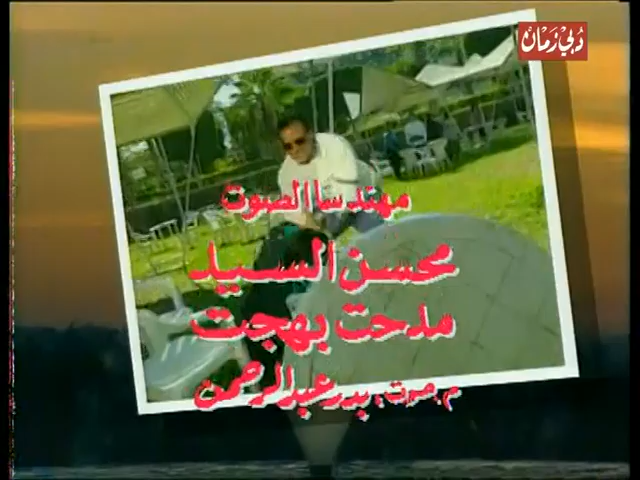 دبي زمان
مهندسا الصوت
محسن السيد
مدحت بهجت
م. صوت: بدر عبدالرحمن